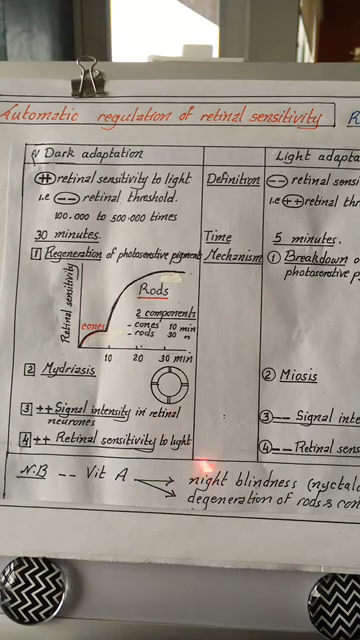 Automatic regulation of retinal sensitivity
Dark adaptation
++ retinal sensitivity to light
i.e -- retinal threshold.
100.000 to 500.000 times
30 minutes.
1 Regeneration of photosensitive pigments
Retinal sensitivity
Rods
cones
2 components
- cones 10 min
- rods 30 "
10 20 30 min
2 Mydriasis
3 ++ Signal intensity in retinal
neurones
4 ++ Retinal sensitivity to light
Definition
Time
Mechanism
Light adapta
-- retinal sensi
i.e ++ retinal thr
5 minutes.
1 Breakdown o
photosensitive p
2 Miosis
3 -- Signal inte
4 -- Retinal sens
N.B -- Vit A
night blindness (nyctalo
degeneration of rods & con